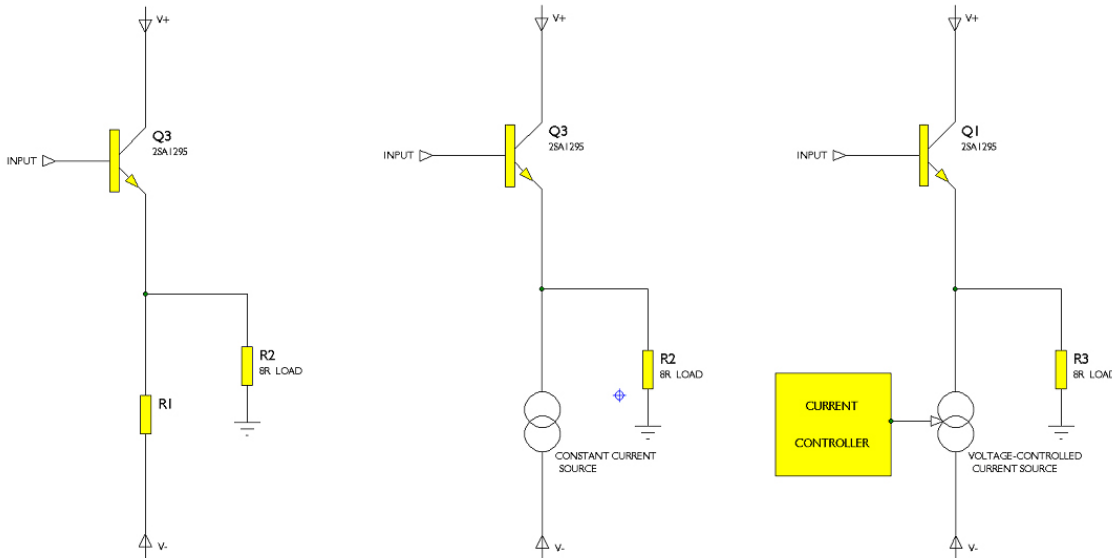 V+
Q3
2SA1295
INPUT
R2
8R LOAD
R1
V-
V+
Q3
2SA1295
INPUT
R2
8R LOAD
CONSTANT CURRENT
SOURCE
V-
V+
Q1
2SA1295
INPUT
R3
8R LOAD
CURRENT
CONTROLLER
VOLTAGE-CONTROLLED
CURRENT SOURCE
V-